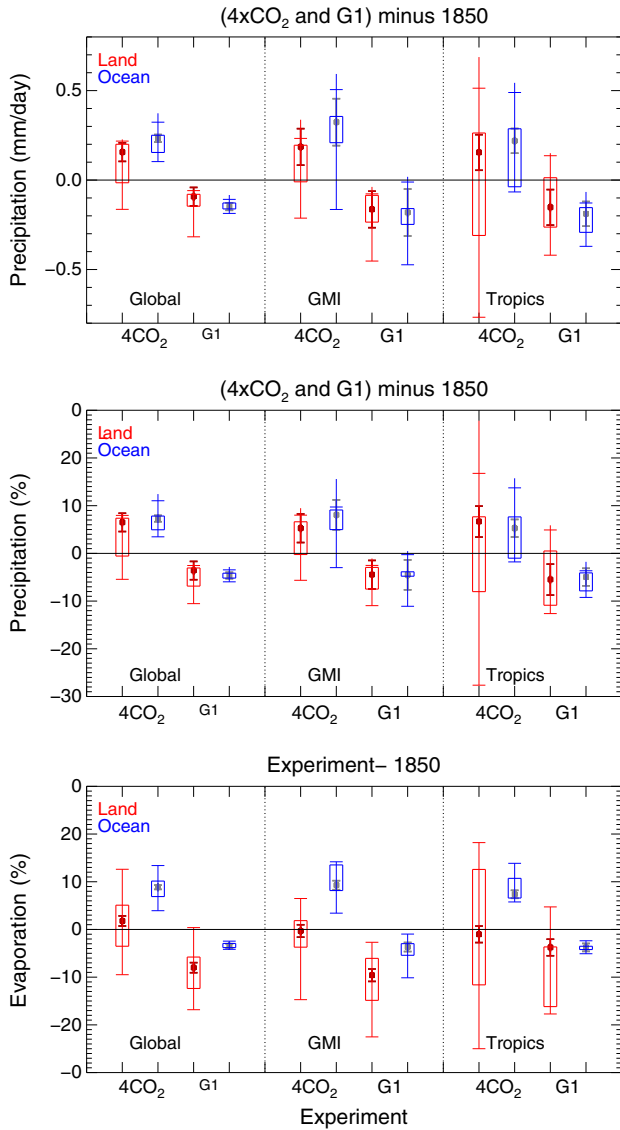 (4xCO₂ and G1) minus 1850
Precipitation (mm/day)
0.5
0.0
−0.5
Land
Ocean
Global
GMI
Tropics
4CO₂ G1 4CO₂ G1 4CO₂ G1
(4xCO₂ and G1) minus 1850
Precipitation (%)
0
20
10
0
−10
−20
−30
Land
Ocean
Global
GMI
Tropics
4CO₂ G1 4CO₂ G1 4CO₂ G1
Experiment− 1850
Evaporation (%)
0
20
10
0
−10
−20
−0
Land
Ocean
Global
GMI
Tropics
4CO₂ G1 4CO₂ G1 4CO₂ G1
Experiment